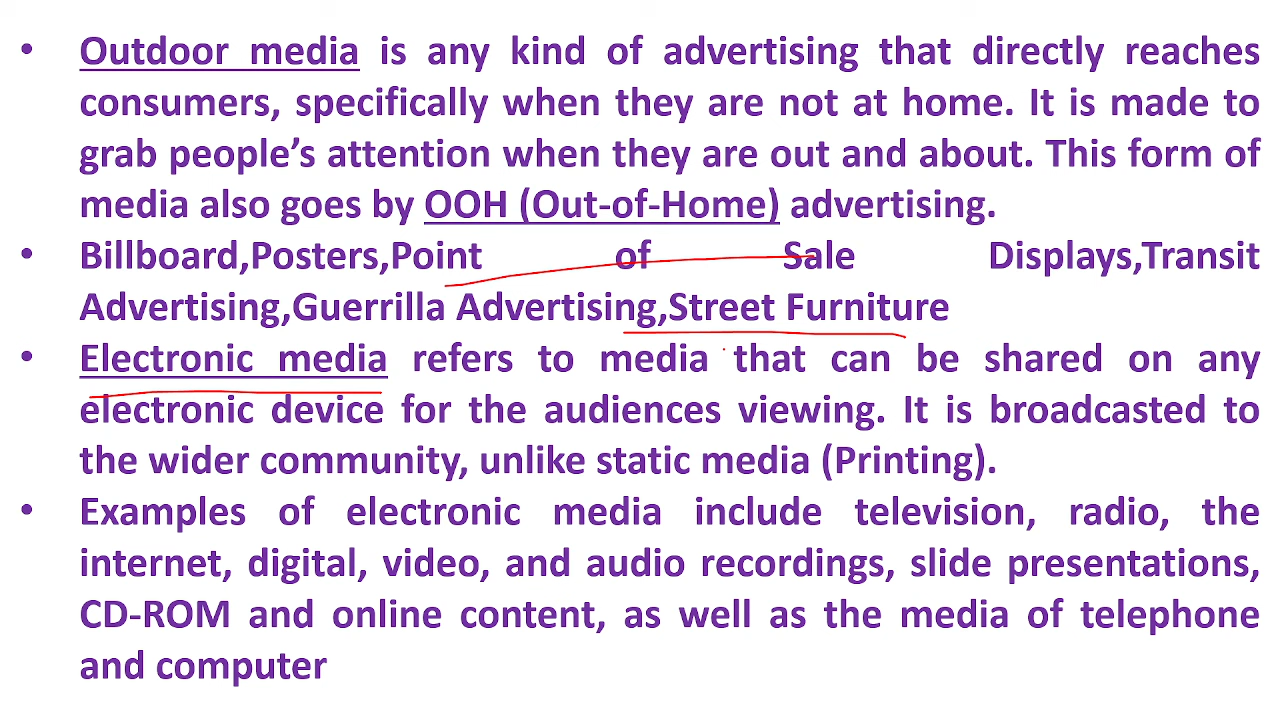 • Outdoor media is any kind of advertising that directly reaches
consumers, specifically when they are not at home. It is made to
grab people’s attention when they are out and about. This form of
media also goes by OOH (Out-of-Home) advertising.
• Billboard,Posters,Point of Sale Displays,Transit
Advertising,Guerrilla Advertising,Street Furniture
• Electronic media refers to media that can be shared on any
electronic device for the audiences viewing. It is broadcasted to
the wider community, unlike static media (Printing).
• Examples of electronic media include television, radio, the
internet, digital, video, and audio recordings, slide presentations,
CD-ROM and online content, as well as the media of telephone
and computer